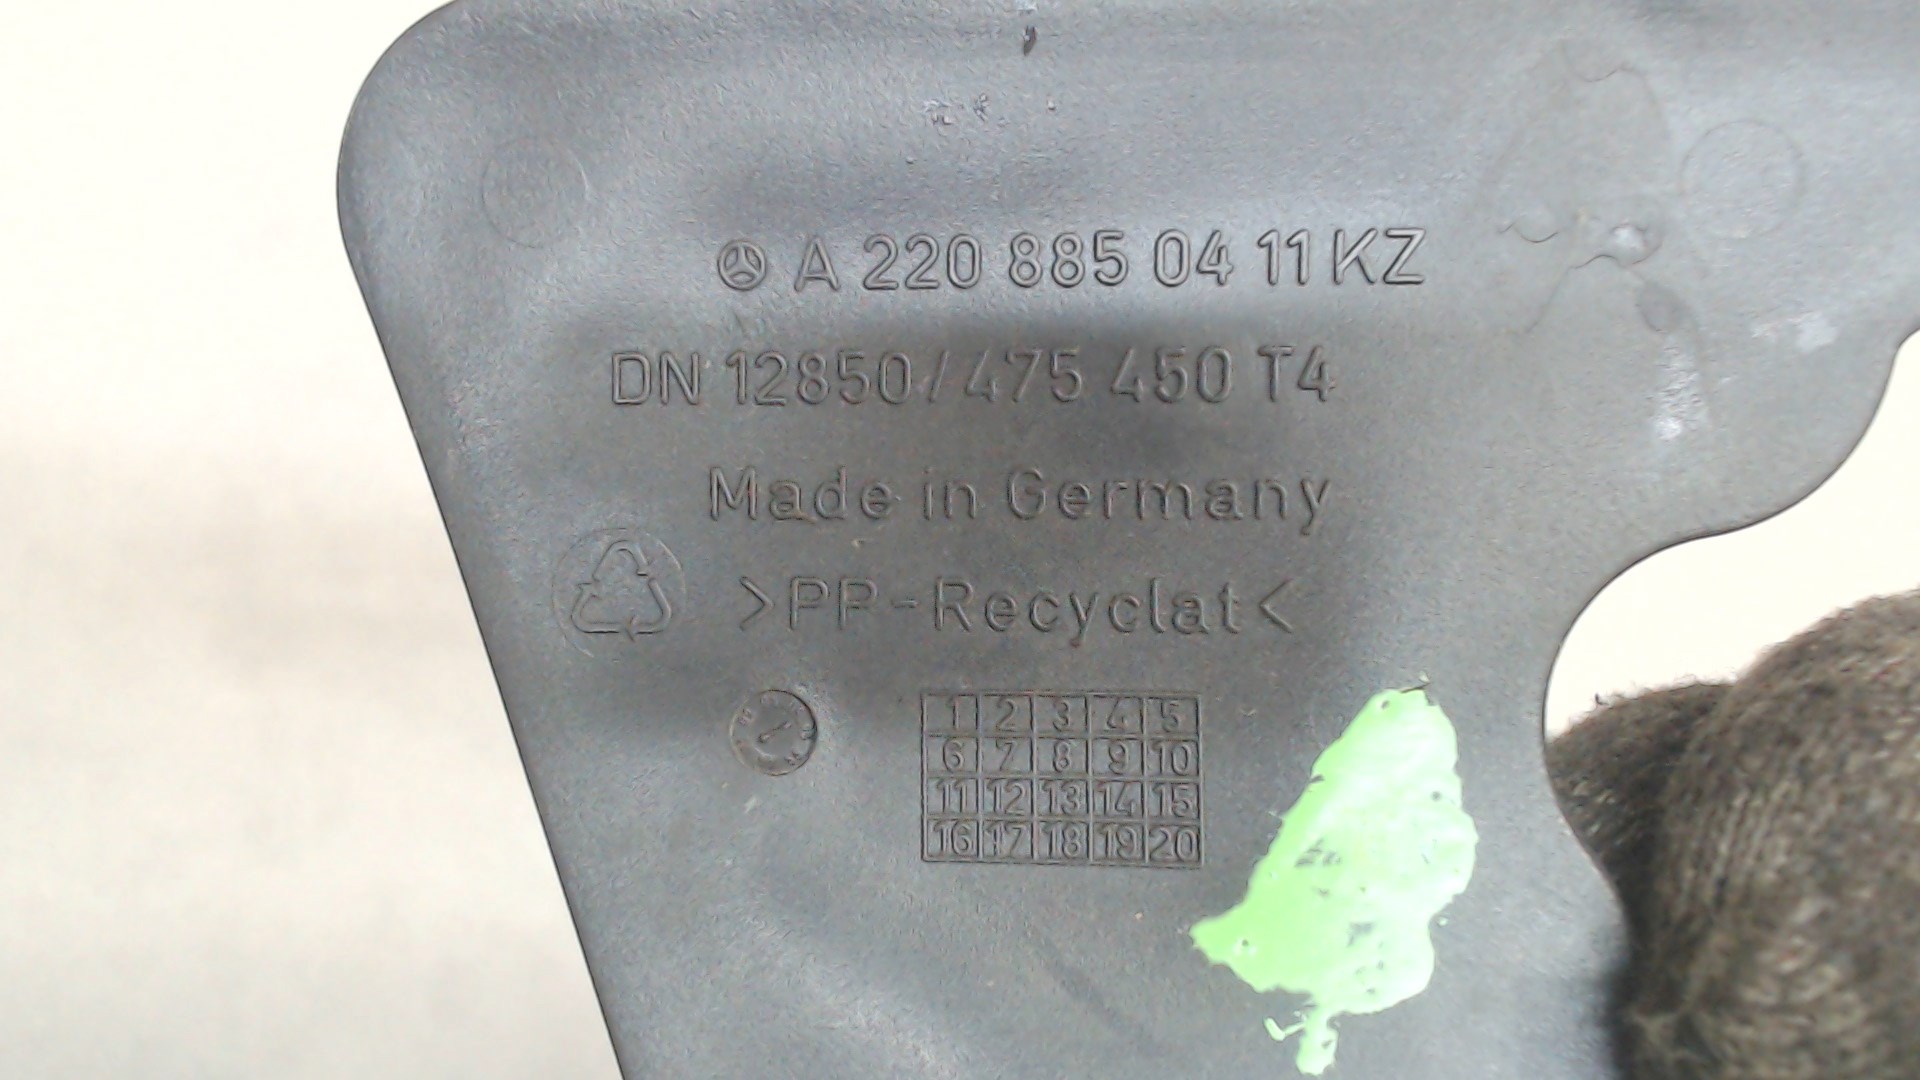 A 220 885 04 11 KZ
DN 12850/475 450 T4
Made in Germany
>PP-Recyclat<
1 2 3 4 5
6 7 8 9 10
11 12 13 14 15
16 17 18 19 20